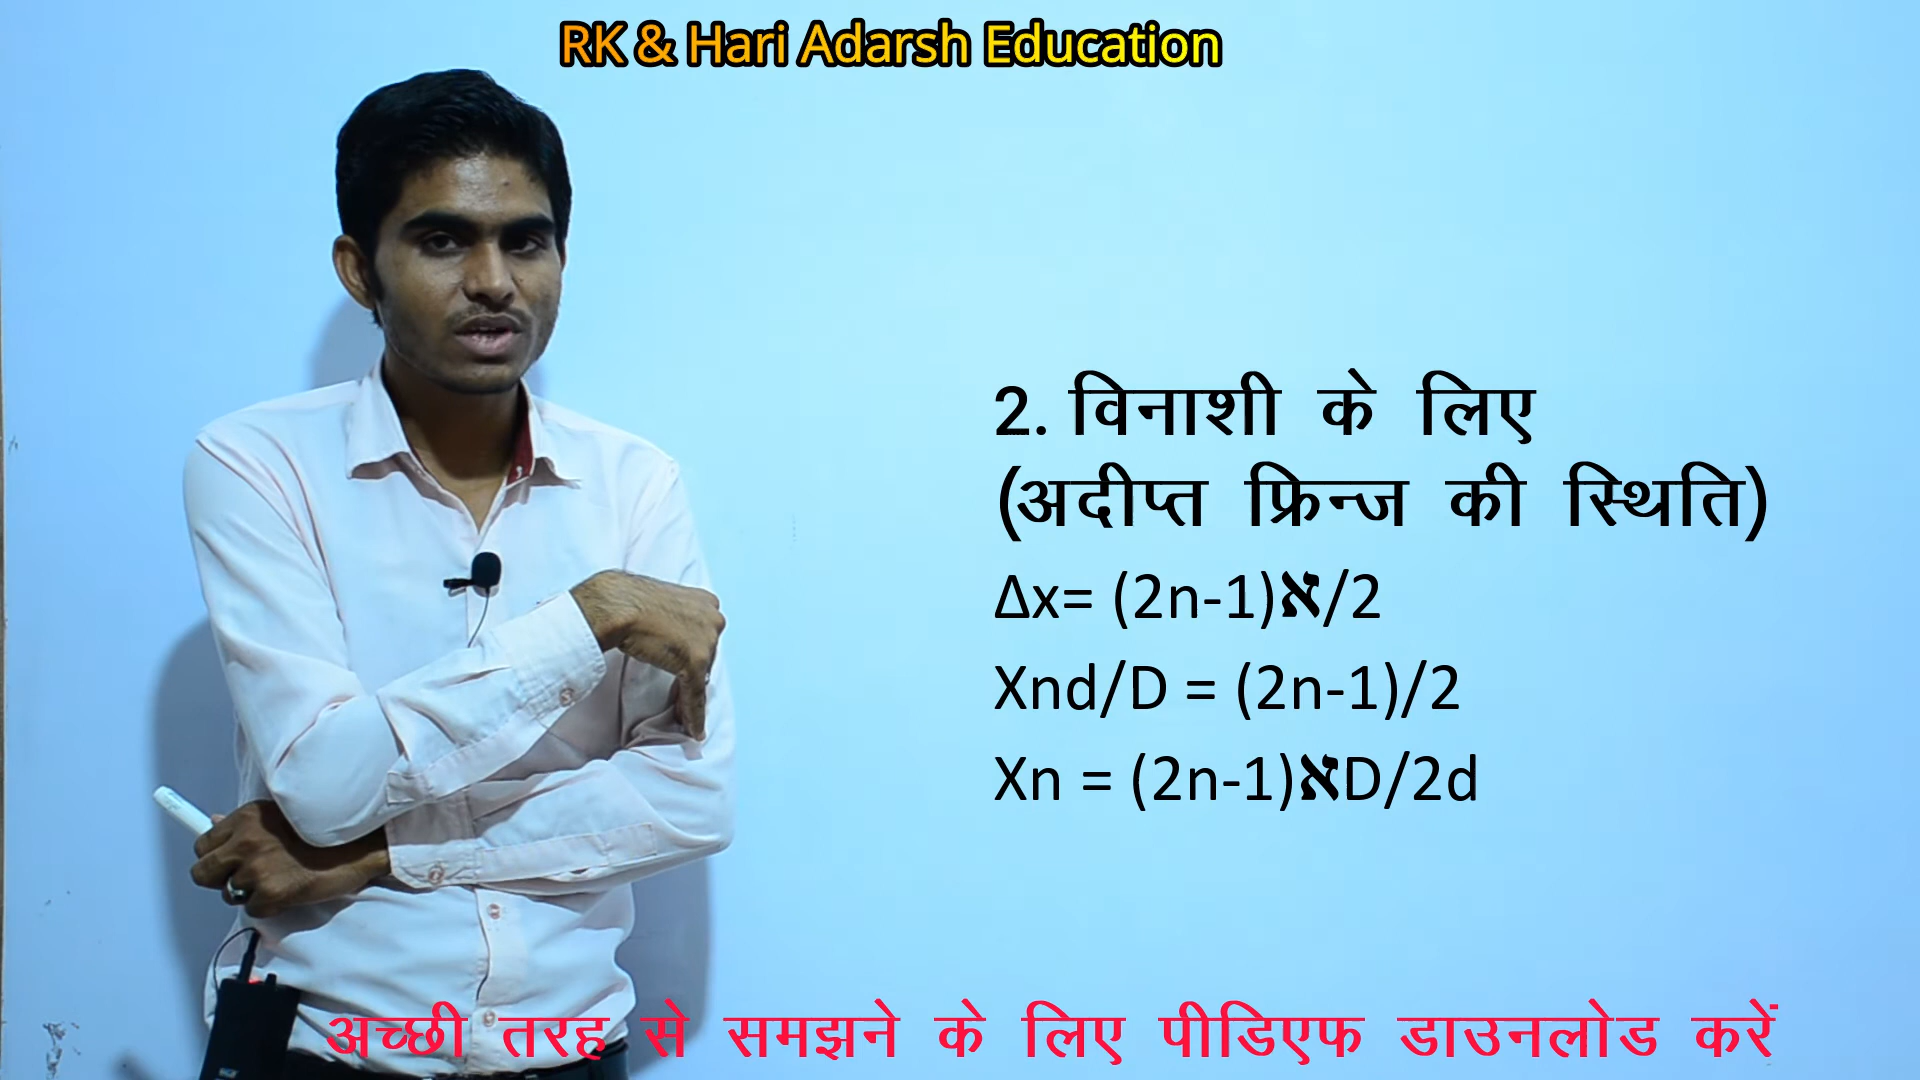 RK & Hari Adarsh Education
2. विनाशी के लिए
(अदीप्त फ्रिन्ज की स्थिति)
Δx= (2n-1)א/2
Xnd/D = (2n-1)/2
Xn = (2n-1)אD/2d
अच्छी तरह से समझने के लिए पीडिएफ डाउनलोड करें